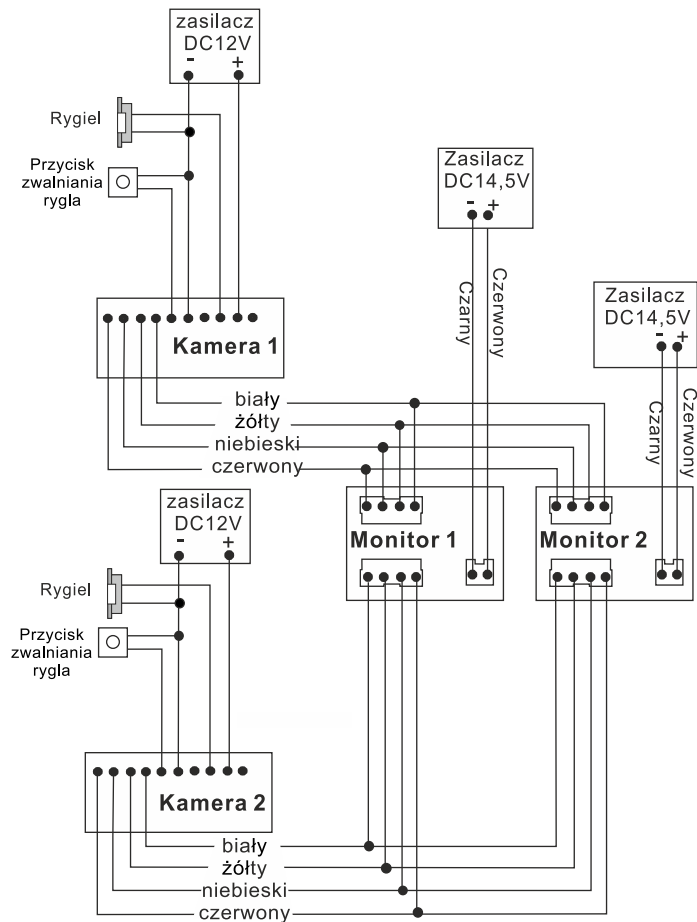 zasilacz
DC12V
- +
Rygiel
Przycisk
zwalniania
rygla
Kamera 1
Zasilacz
DC14,5V
- +
Czarny
Czerwony
Zasilacz
DC14,5V
- +
Czarny
Czerwony
biały
żółty
niebieski
czerwony
Monitor 1
Monitor 2
zasilacz
DC12V
- +
Rygiel
Przycisk
zwalniania
rygla
Kamera 2
biały
żółty
niebieski
czerwony